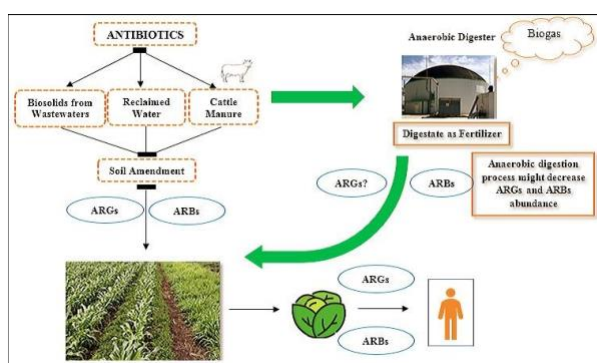 ANTIBIOTICS
Biosolids from
Wastewaters
Reclaimed
Water
Cattle
Manure
Soil Amendment
ARGs
ARBs
Anaerobic Digester
Biogas
Digestate as Fertilizer
ARGs?
ARBs
Anaerobic digestion
process might decrease
ARGs and ARBs
abundance
ARGs
ARBs